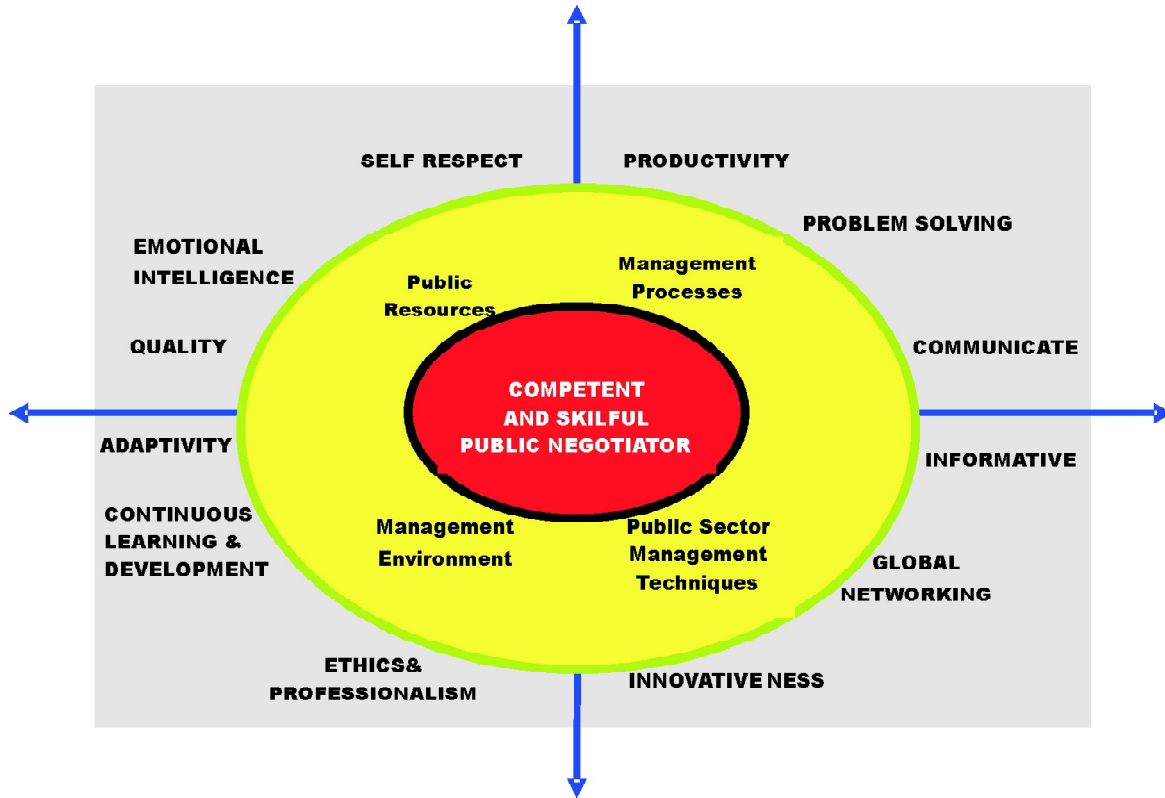 SELF RESPECT
PRODUCTIVITY
PROBLEM SOLVING
EMOTIONAL
INTELLIGENCE
Management
Processes
Public
Resources
QUALITY
COMMUNICATE
COMPETENT
AND SKILFUL
PUBLIC NEGOTIATOR
ADAPTIVITY
INFORMATIVE
CONTINUOUS
LEARNING &
DEVELOPMENT
Management
Environment
Public Sector
Management
Techniques
GLOBAL
NETWORKING
ETHICS&
PROFESSIONALISM
INNOVATIVE NESS